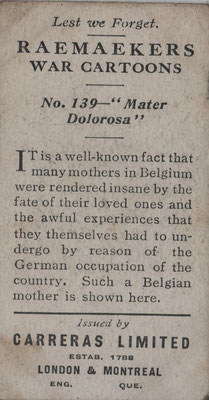 Lest we Forget.
RAEMAEKERS
WAR CARTOONS
No. 139—"Mater
Dolorosa"
IT is a well-known fact that
many mothers in Belgium
were rendered insane by the
fate of their loved ones and
the awful experiences that
they themselves had to un-
dergo by reason of the
German occupation of the
country. Such a Belgian
mother is shown here.
Issued by
CARRERAS LIMITED
ESTAB. 1788
LONDON & MONTREAL
ENG. QUE.